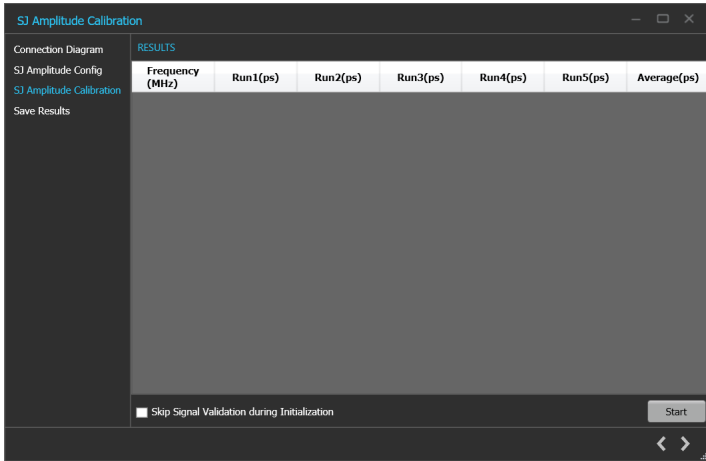 SJ Amplitude Calibration
Connection Diagram
SJ Amplitude Config
SJ Amplitude Calibration
Save Results
RESULTS
Frequency (MHz) Run1(ps) Run2(ps) Run3(ps) Run4(ps) Run5(ps) Average(ps)
Skip Signal Validation during Initialization
Start